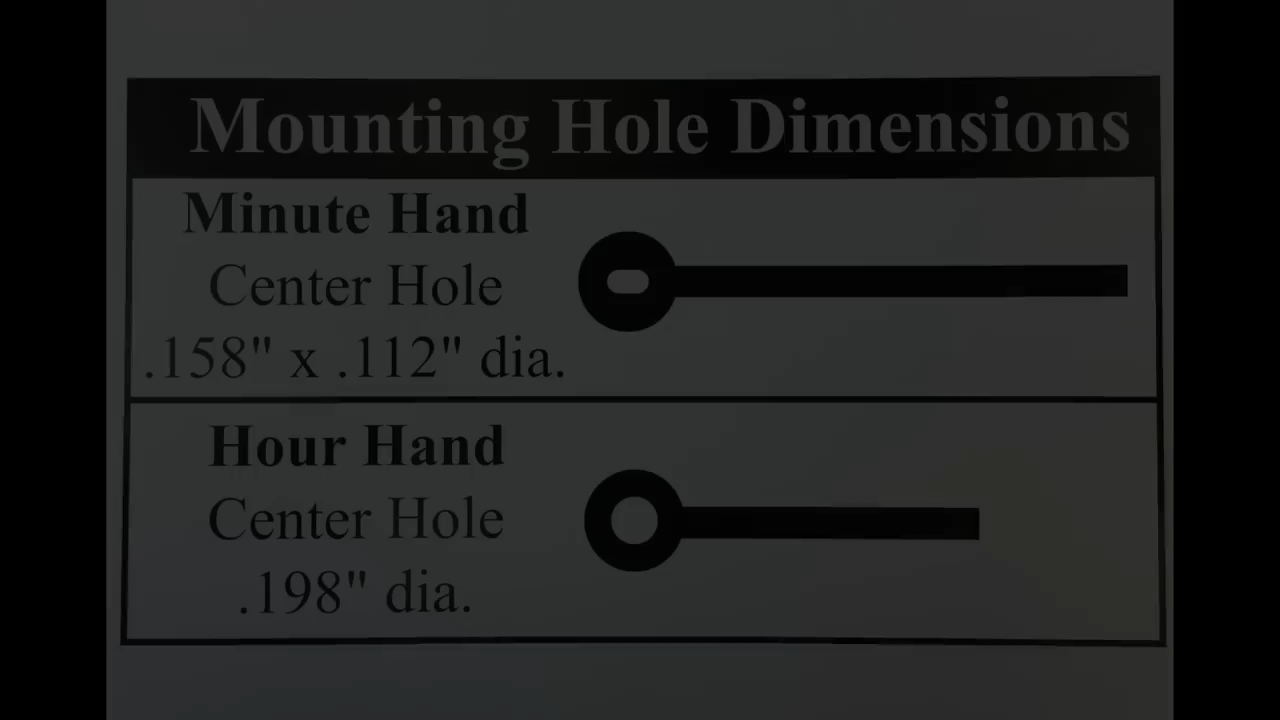 Mounting Hole Dimensions
Minute Hand
Center Hole
.158" x .112" dia.
Hour Hand
Center Hole
.198" dia.